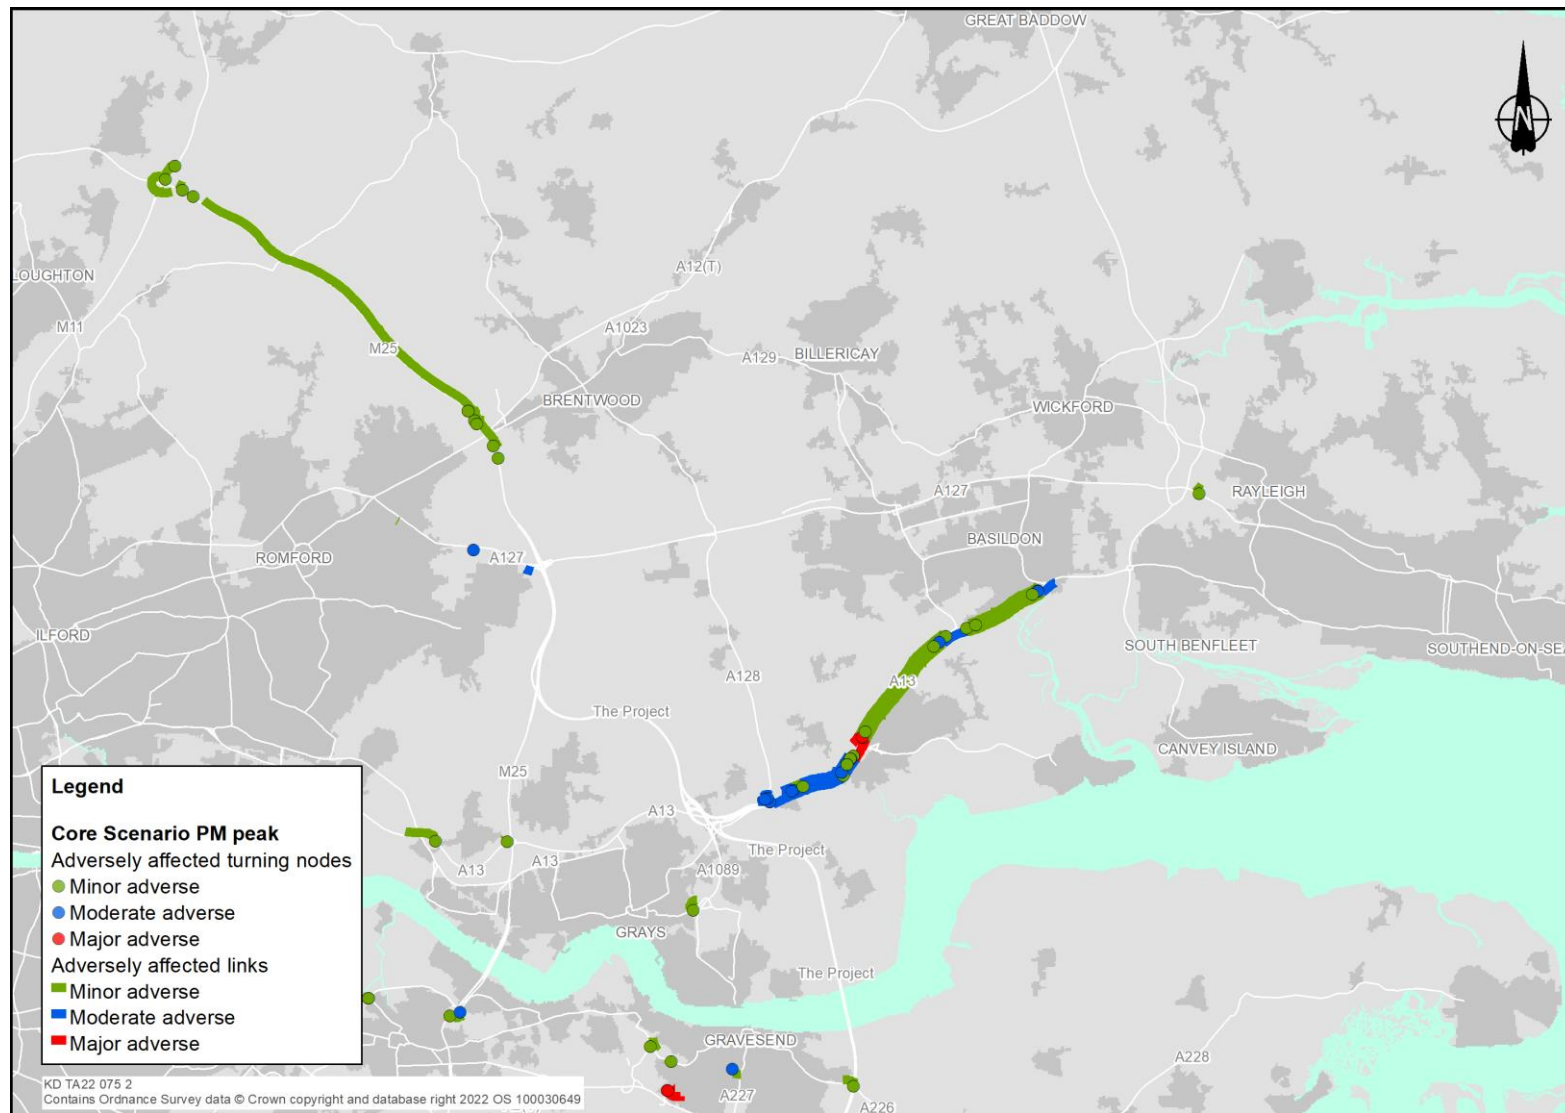 GREAT BADDOW
N
LOUGHTON
A12(T)
M11
A1023
M25
A129
BILLERICAY
BRENTWOOD
WICKFORD
A127
RAYLEIGH
BASILDON
ROMFORD
A127
ILFORD
SOUTH BENFLEET
SOUTHEND-ON-SEA
A128
A13
The Project
CANVEY ISLAND
M25
A13
The Project
A13
A13
A1089
GRAYS
The Project
GRAVESEND
A227
A226
A228
Legend
Core Scenario PM peak
Adversely affected turning nodes
Minor adverse
Moderate adverse
Major adverse
Adversely affected links
Minor adverse
Moderate adverse
Major adverse
KD TA22 075 2
Contains Ordnance Survey data © Crown copyright and database right 2022 OS 100030649